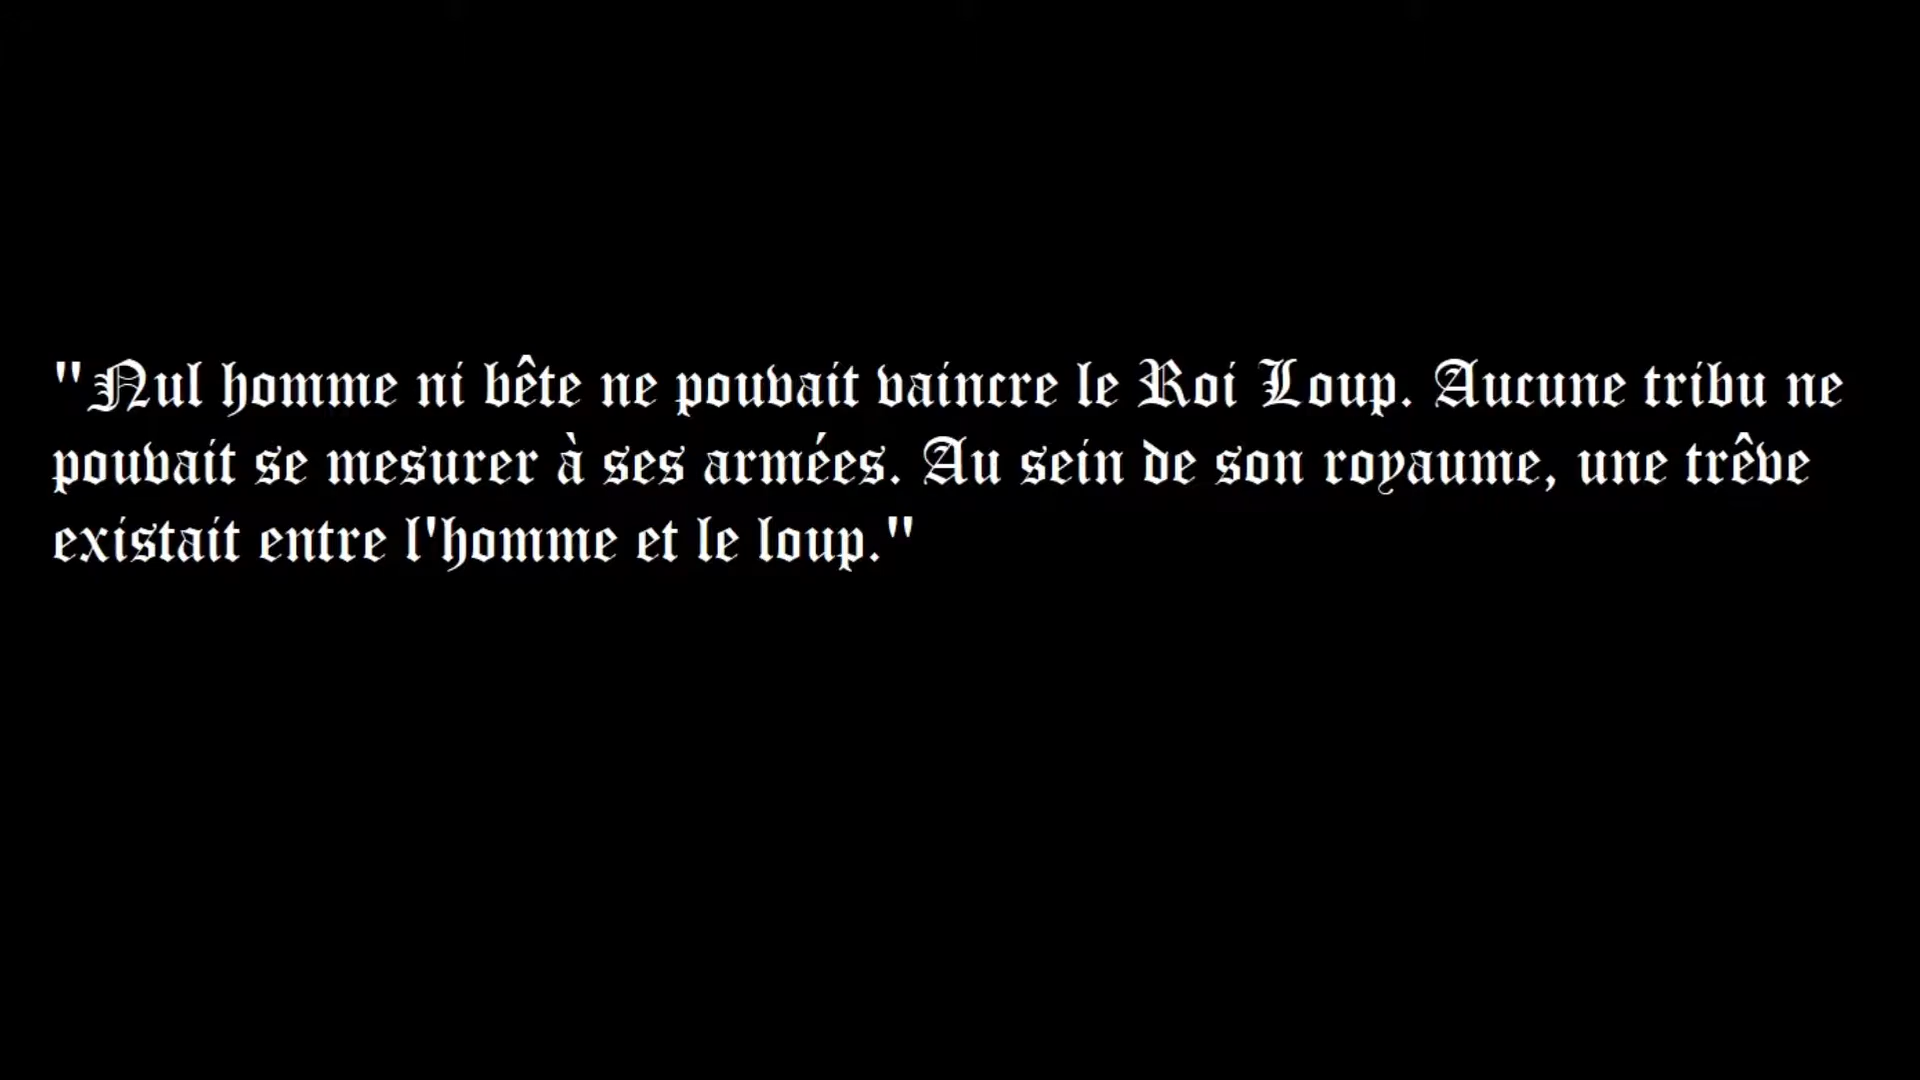 "Nul homme ni bête ne pouvait vaincre le Roi Loup. Aucune tribu ne
pouvait se mesurer à ses armées. Au sein de son royaume, une trêve
existait entre l'homme et le loup."